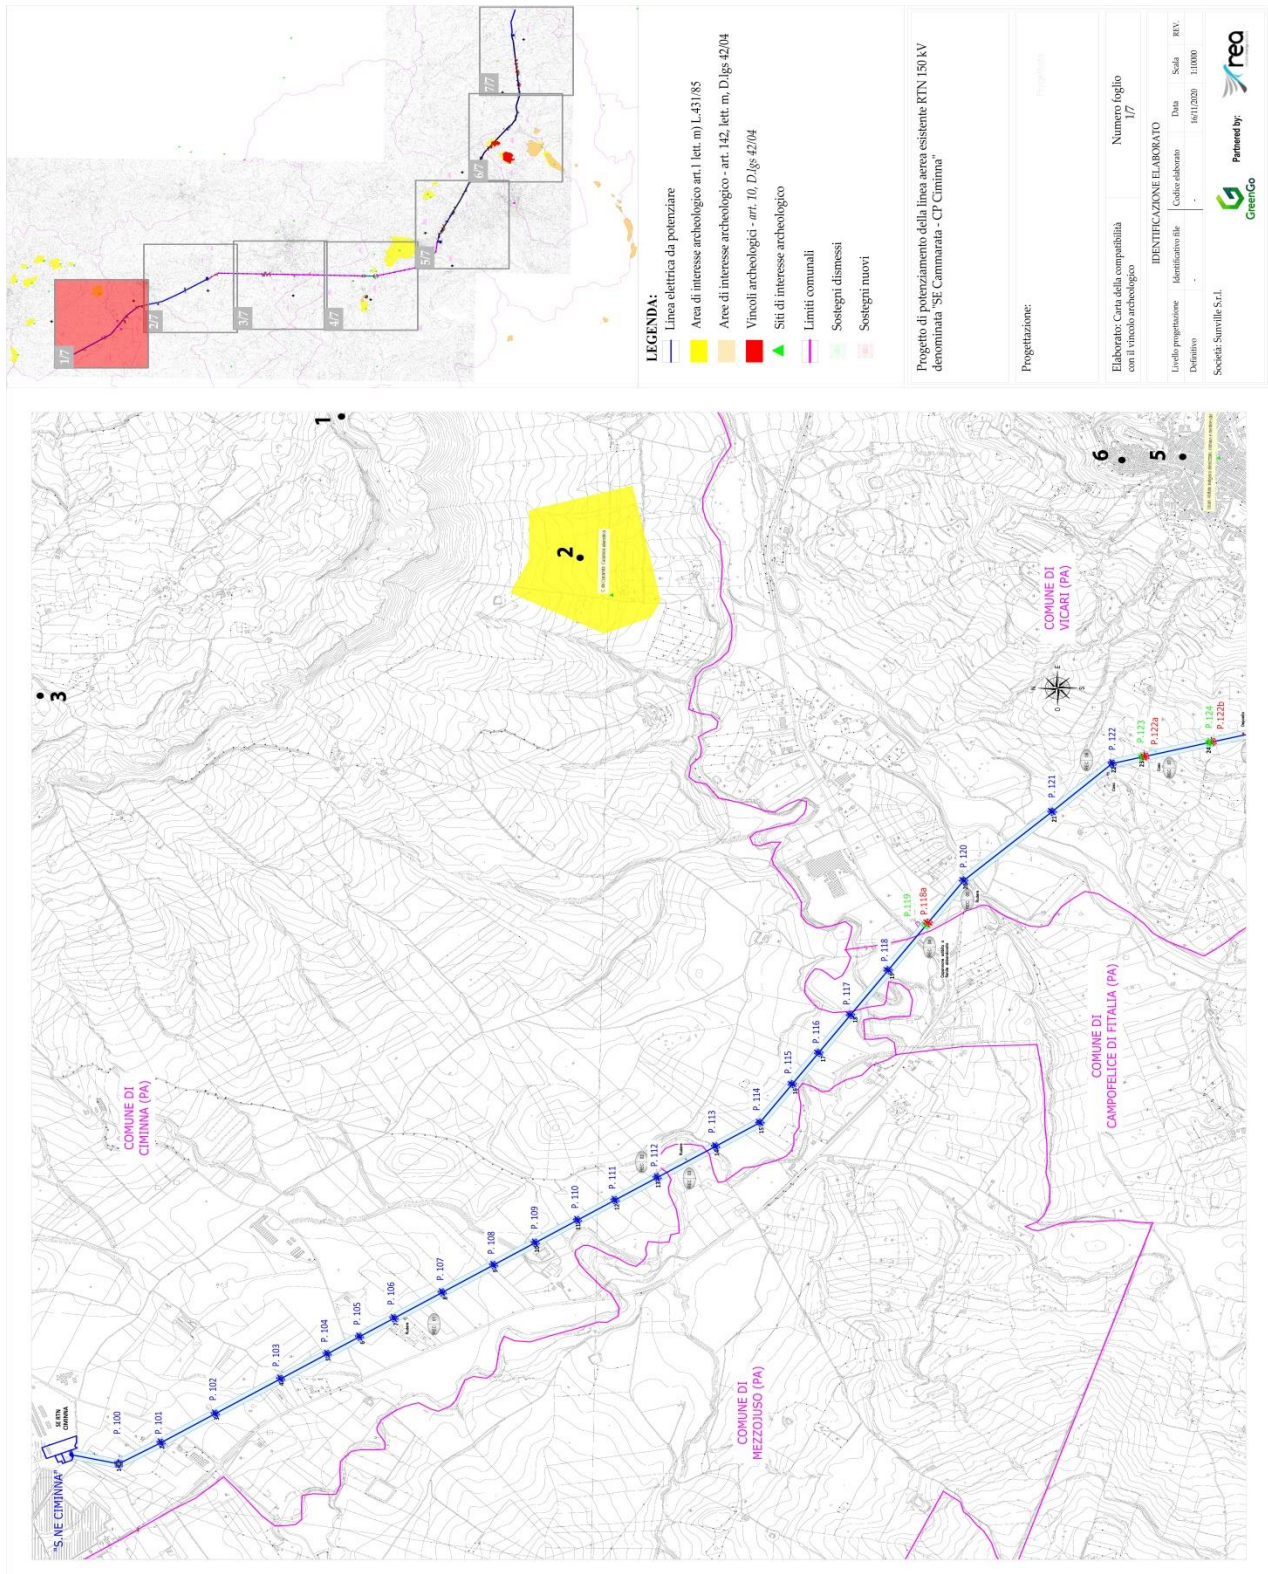 1/7
2/7
3/7
4/7
5/7
6/7
7/7
LEGENDA:
Linea elettrica da potenziare
Area di interesse archeologico art.1 lett. m) L.431/85
Aree di interesse archeologico - art. 142, lett. m, D.lgs 42/04
Vincoli archeologici - art. 10, D.lgs 42/04
Siti di interesse archeologico
Limiti comunali
Sostegni dismessi
Sostegni nuovi
Progetto di potenziamento della linea aerea esistente RTN 150 kV
denominata "SE Cammarata - CP Ciminna"
Progettazione:
Elaborato: Carta della compatibilità
con il vincolo archeologico
Numero foglio
1/7
IDENTIFICAZIONE ELABORATO
Livello progettazione
Identificativo file
Codice elaborato
Data
Scala
REV.
Definitivo
-
-
16/11/2020
1:10000
Società: Sunville S.r.l.
GreenGo
Partnered by:
rea
"S.NE CIMINNA"
SE RTN
CIMINNA
P. 100
P. 101
P. 102
P. 103
P. 104
P. 105
P. 106
P. 107
P. 108
P. 109
P. 110
P. 111
P. 112
P. 113
P. 114
P. 115
P. 116
P. 117
P. 118
P.119
P.118a
P. 120
P. 121
P. 122
P.123
P.122a
P.124
P.122b
COMUNE DI
CIMINNA (PA)
COMUNE DI
MEZZOJUSO (PA)
COMUNE DI
CAMPOFELICE DI FITALIA (PA)
COMUNE DI
VICARI (PA)
N
E
S
O
1
2
3
5
6